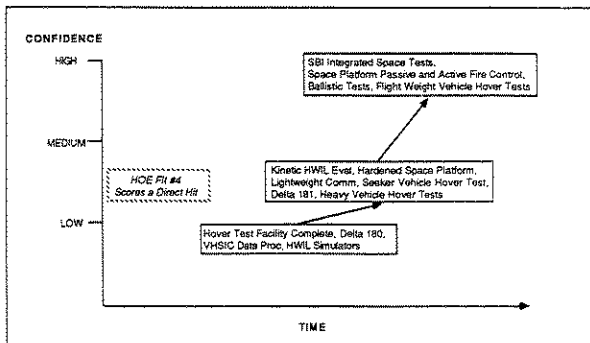 CONFIDENCE
HIGH
SBI Integrated Space Tests,
Space Platform Passive and Active Fire Control,
Ballistic Tests, Flight Weight Vehicle Hover Tests
MEDIUM
HOE Flt #4
Scores a Direct Hit
Kinetic HWIL Eval, Hardened Space Platform,
Lightweight Comm, Seeker Vehicle Hover Test,
Delta 181, Heavy Vehicle Hover Tests
LOW
Hover Test Facility Complete, Delta 180,
VHSIC Data Proc, HWIL Simulators
TIME